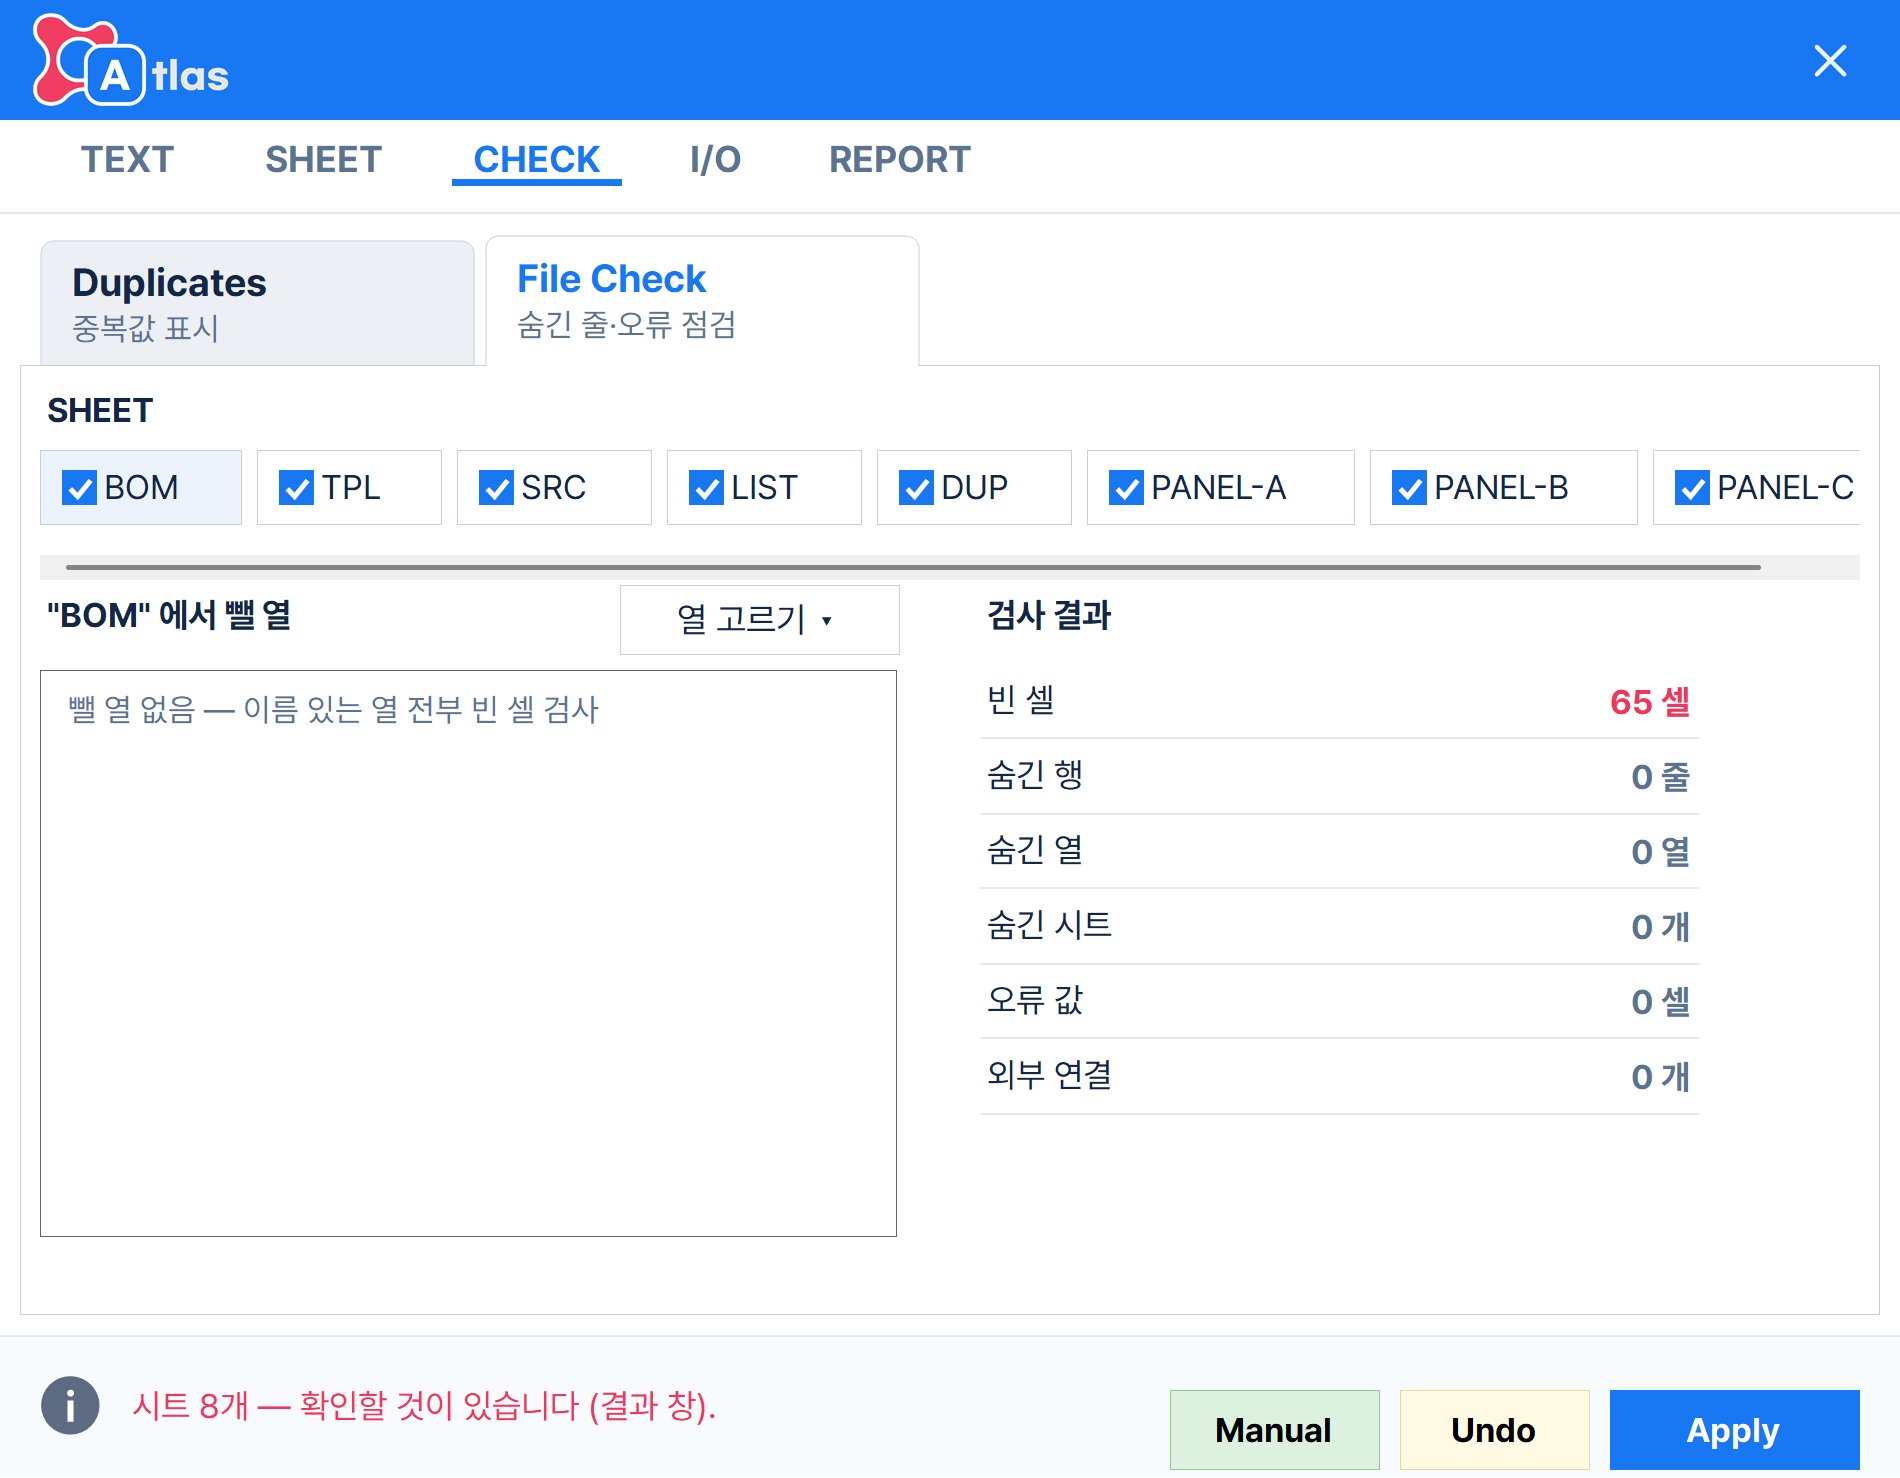 Atlas
TEXT SHEET CHECK I/O REPORT
Duplicates
중복값 표시
File Check
숨긴 줄·오류 점검
SHEET
BOM TPL SRC LIST DUP PANEL-A PANEL-B PANEL-C
"BOM" 에서 뺄 열
열 고르기 ▾
뺄 열 없음 — 이름 있는 열 전부 빈 셀 검사
검사 결과
빈 셀 65 셀
숨긴 행 0 줄
숨긴 열 0 열
숨긴 시트 0 개
오류 값 0 셀
외부 연결 0 개
시트 8개 — 확인할 것이 있습니다 (결과 창).
Manual Undo Apply